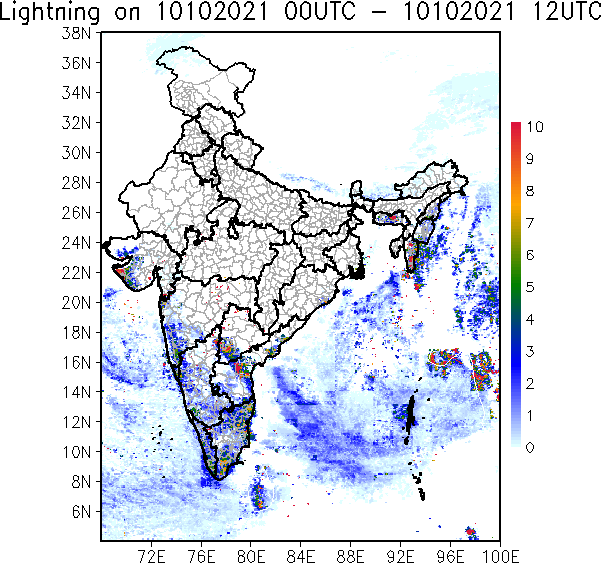 Lightning on 10102021 00UTC – 10102021 12UTC
38N
36N
34N
32N
30N
28N
26N
24N
22N
20N
18N
16N
14N
12N
10N
8N
6N
72E 76E 80E 84E 88E 92E 96E 100E
10
9
8
7
6
5
4
3
2
1
0